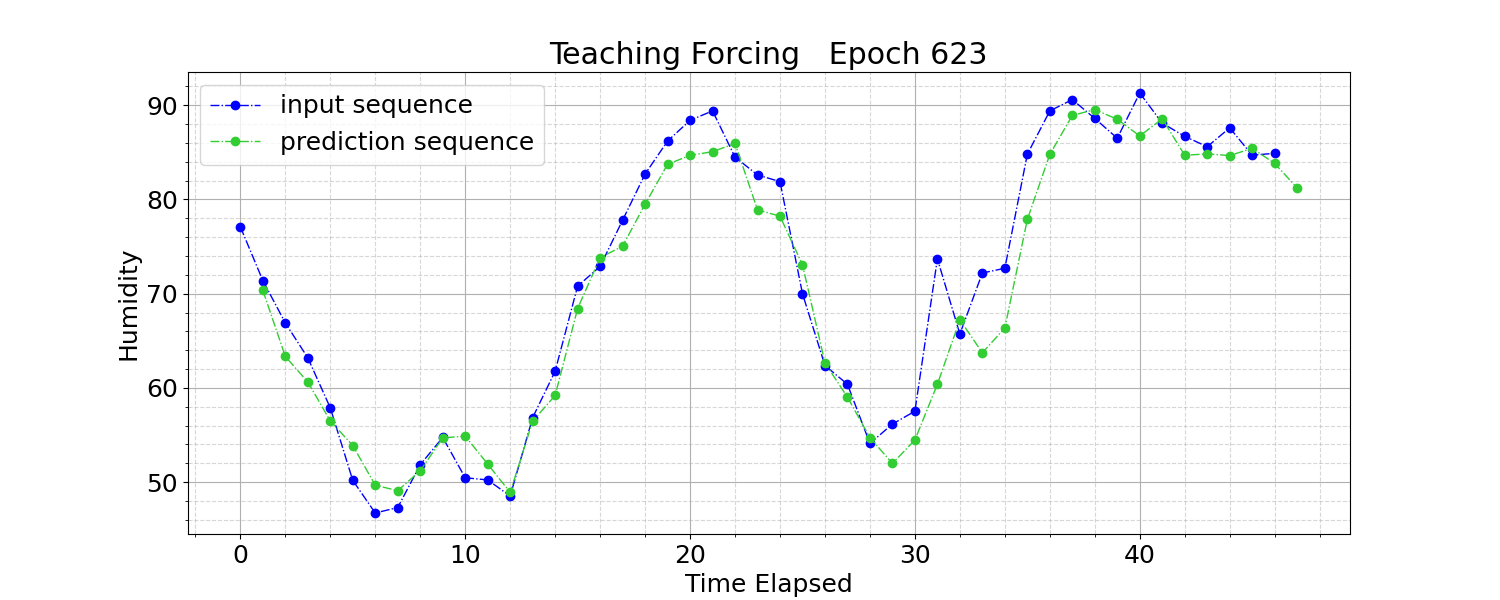 Teaching Forcing   Epoch 623
input sequence
prediction sequence
Humidity
90
80
70
60
50
0 10 20 30 40
Time Elapsed